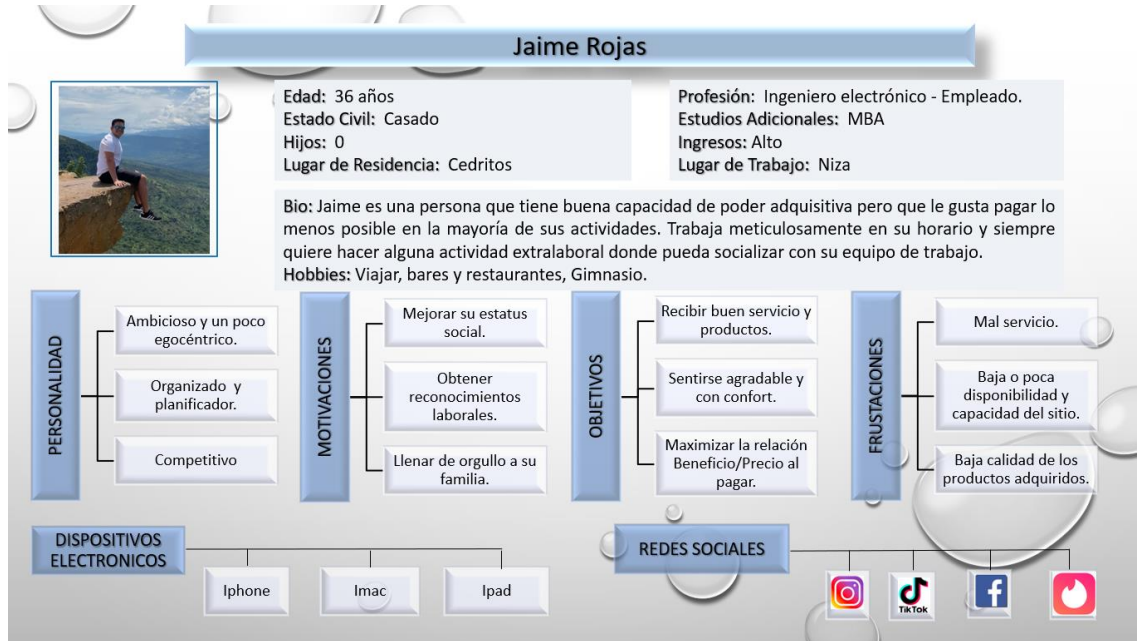 Jaime Rojas
Edad: 36 años
Estado Civil: Casado
Hijos: 0
Lugar de Residencia: Cedritos
Profesión: Ingeniero electrónico - Empleado.
Estudios Adicionales: MBA
Ingresos: Alto
Lugar de Trabajo: Niza
Bio: Jaime es una persona que tiene buena capacidad de poder adquisitiva pero que le gusta pagar lo
menos posible en la mayoría de sus actividades. Trabaja meticulosamente en su horario y siempre
quiere hacer alguna actividad extralaboral donde pueda socializar con su equipo de trabajo.
Hobbies: Viajar, bares y restaurantes, Gimnasio.
PERSONALIDAD
Ambicioso y un poco
egocéntrico.
Organizado y
planificador.
Competitivo
MOTIVACIONES
Mejorar su estatus
social.
Obtener
reconocimientos
laborales.
Llenar de orgullo a su
familia.
OBJETIVOS
Recibir buen servicio y
productos.
Sentirse agradable y
con confort.
Maximizar la relación
Beneficio/Precio al
pagar.
FRUSTACIONES
Mal servicio.
Baja o poca
disponibilidad y
capacidad del sitio.
Baja calidad de los
productos adquiridos.
DISPOSITIVOS
ELECTRONICOS
Iphone
Imac
Ipad
REDES SOCIALES
TikTok